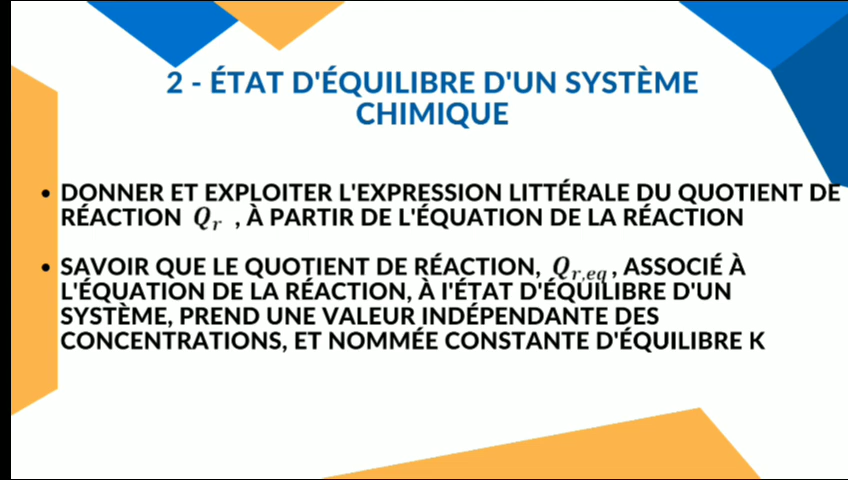 2 - ÉTAT D'ÉQUILIBRE D'UN SYSTÈME
CHIMIQUE
• DONNER ET EXPLOITER L'EXPRESSION LITTÉRALE DU QUOTIENT DE
RÉACTION Qr , À PARTIR DE L'ÉQUATION DE LA RÉACTION
• SAVOIR QUE LE QUOTIENT DE RÉACTION, Qr,eq , ASSOCIÉ À
L'ÉQUATION DE LA RÉACTION, À l'ÉTAT D'ÉQUILIBRE D'UN
SYSTÈME, PREND UNE VALEUR INDÉPENDANTE DES
CONCENTRATIONS, ET NOMMÉE CONSTANTE D'ÉQUILIBRE K